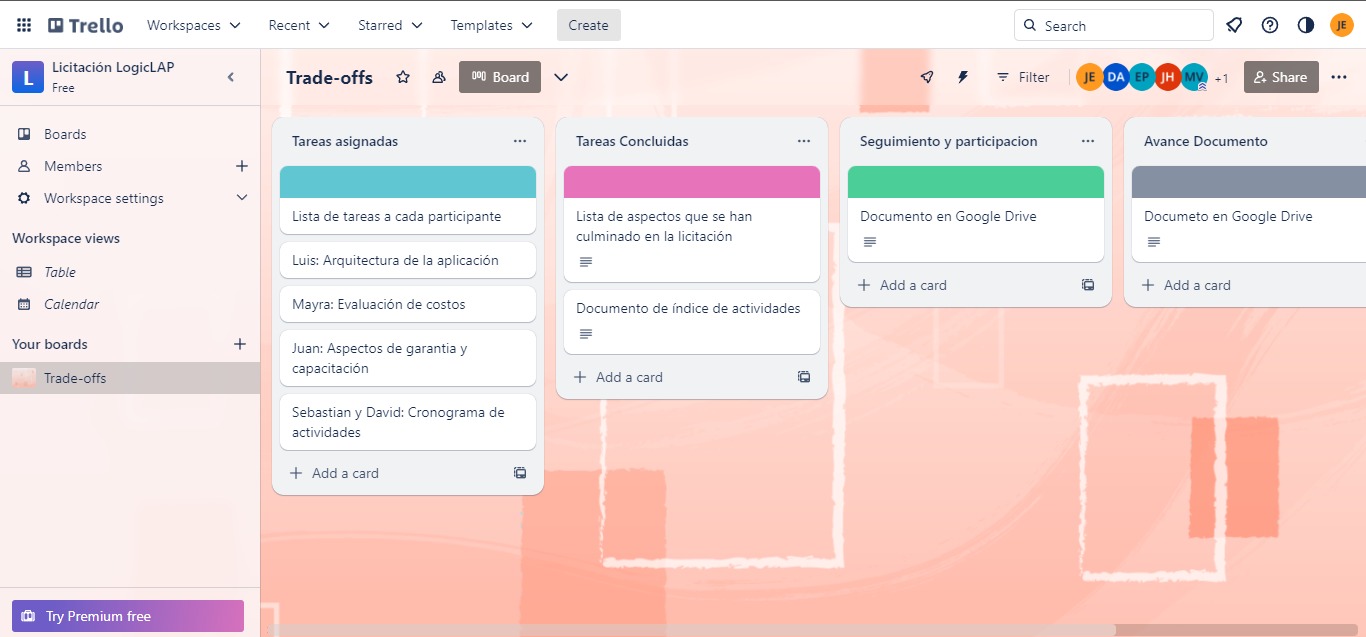 Trello Workspaces Recent Starred Templates Create Search JE
L Licitación LogicLAP
Free
Trade-offs Board Filter JE DA EP JH MV +1 Share
Boards
Members
Workspace settings
Workspace views
Table
Calendar
Your boards
Trade-offs
Try Premium free
Tareas asignadas
Lista de tareas a cada participante
Luis: Arquitectura de la aplicación
Mayra: Evaluación de costos
Juan: Aspectos de garantia y
capacitación
Sebastian y David: Cronograma de
actividades
Add a card
Tareas Concluidas
Lista de aspectos que se han
culminado en la licitación
Documento de índice de actividades
Add a card
Seguimiento y participacion
Documento en Google Drive
Add a card
Avance Documento
Documeto en Google Drive
Add a card